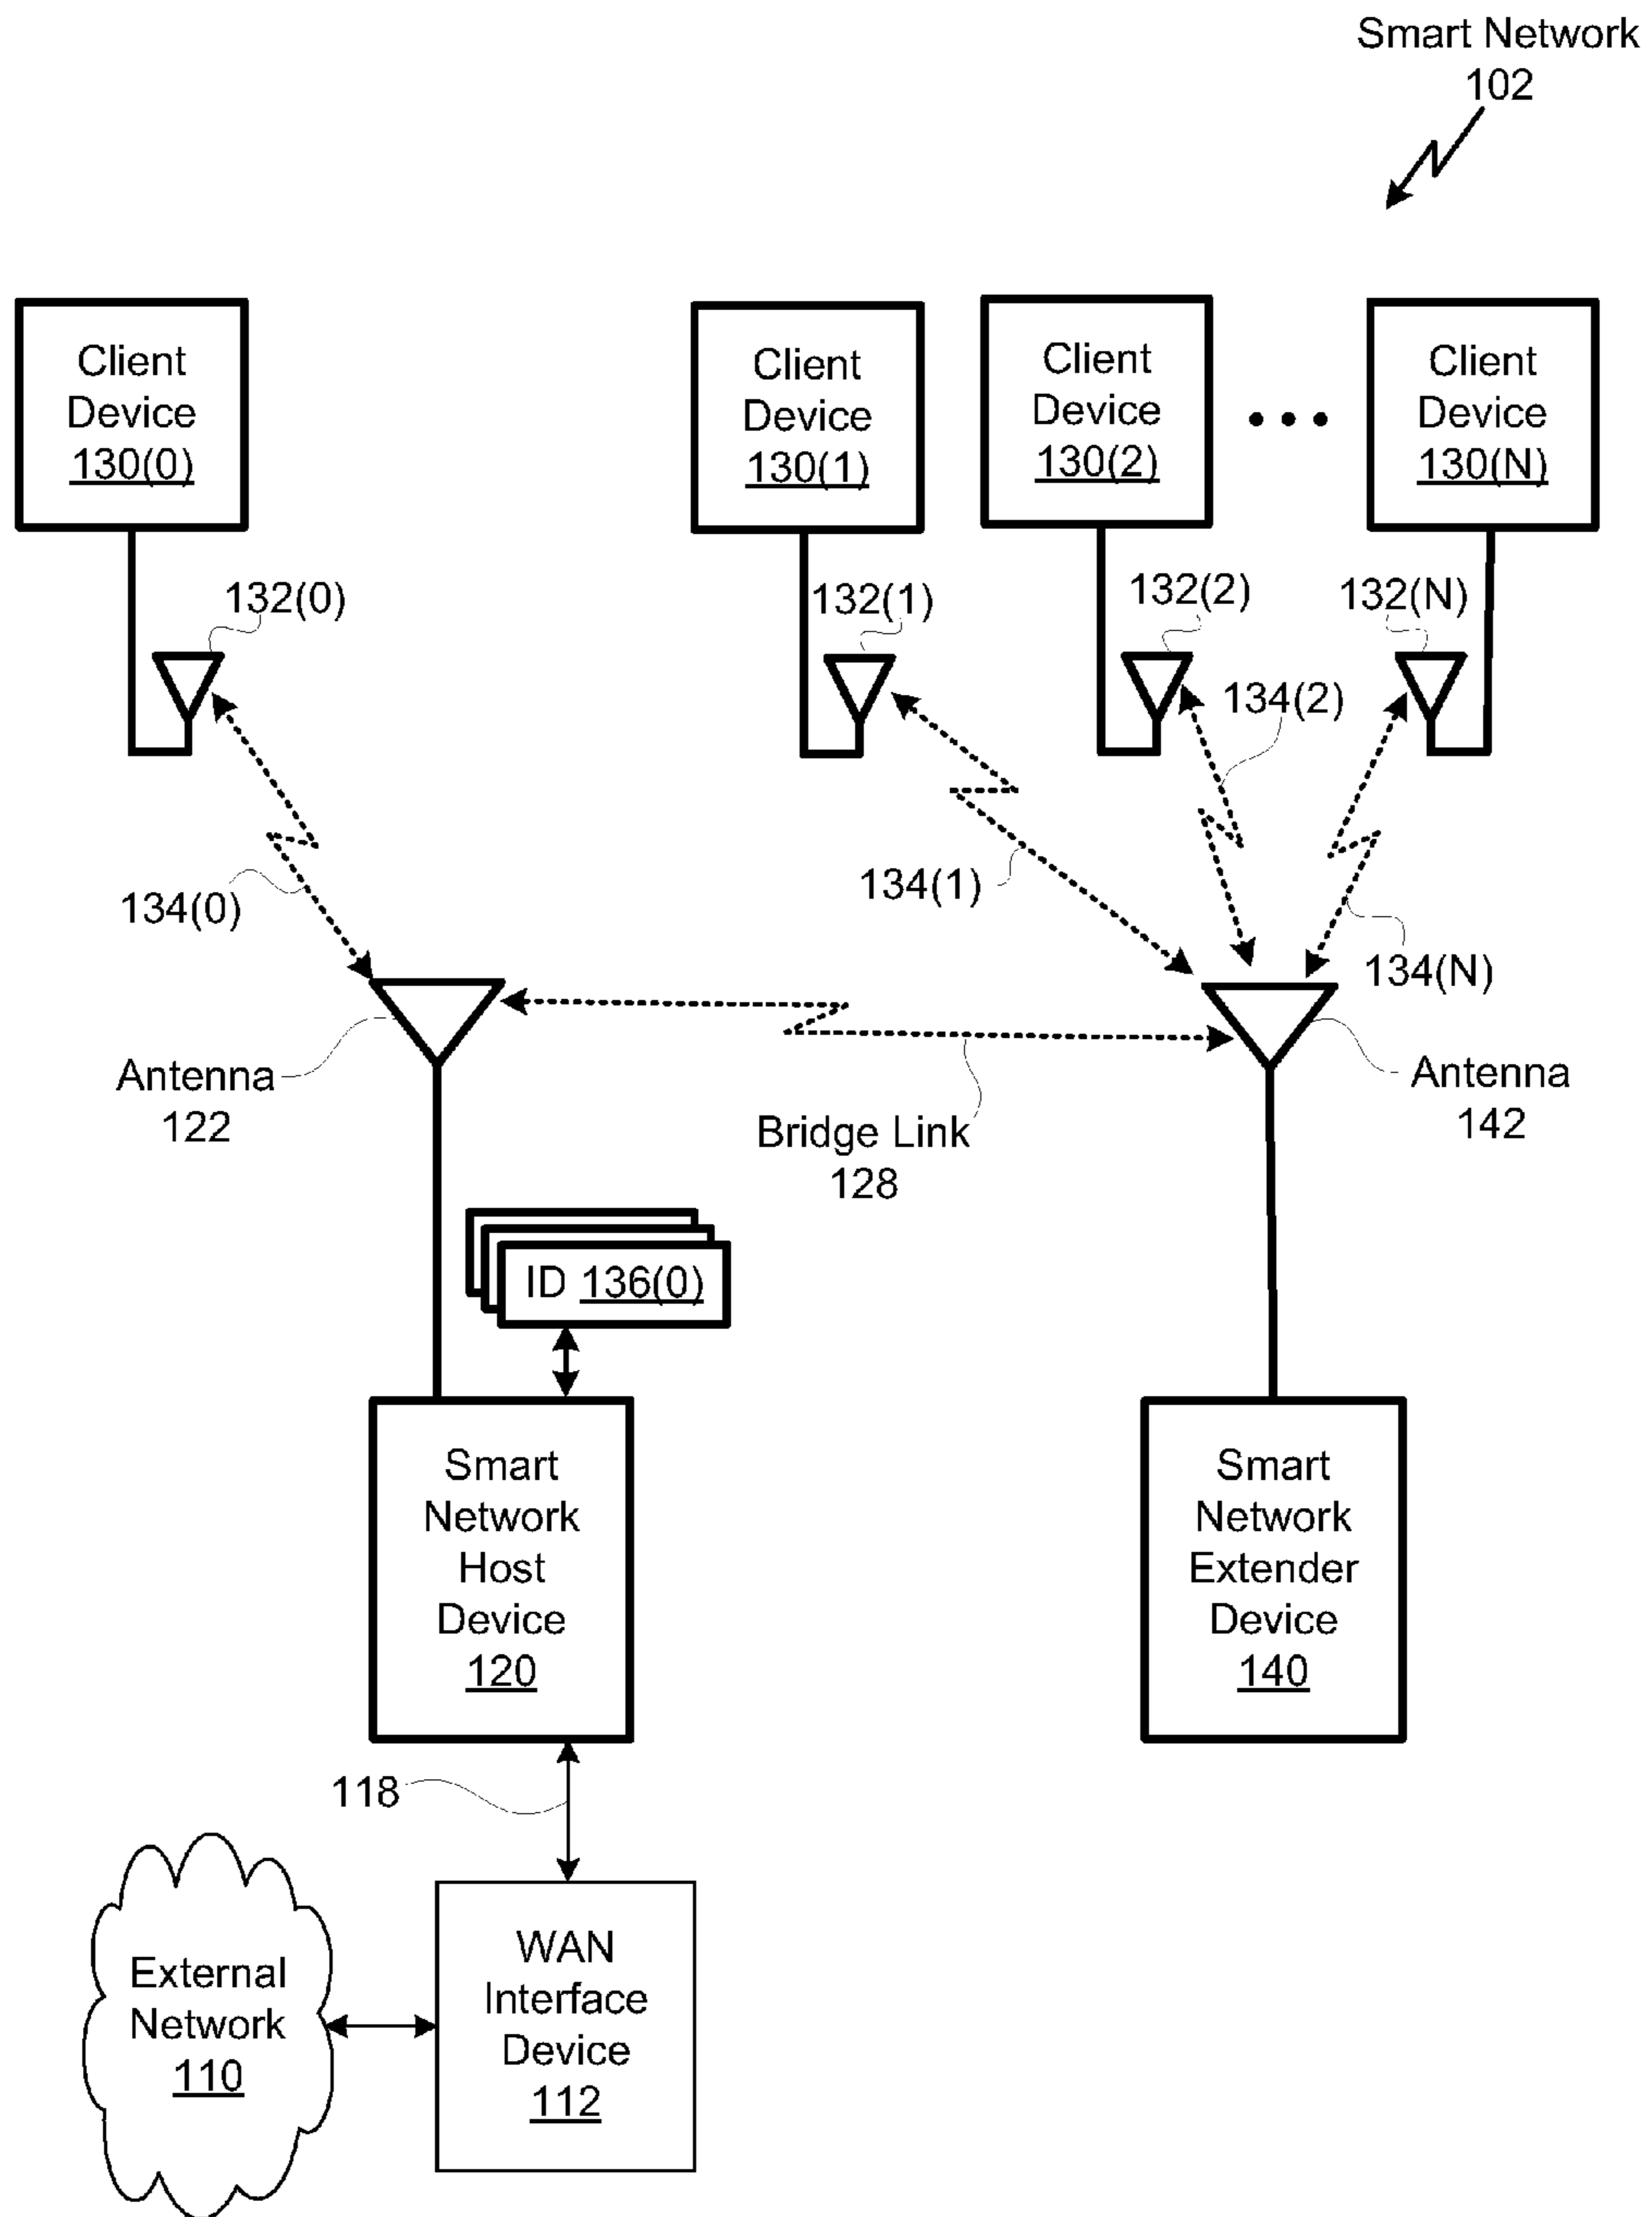 Smart Network
102
Client
Device
130(0)
Client
Device
130(1)
Client
Device
130(2)
Client
Device
130(N)
132(0)
132(1)
132(2)
132(N)
134(2)
134(0)
134(1)
134(N)
Antenna
122
Bridge Link
128
Antenna
142
ID 136(0)
Smart
Network
Host
Device
120
Smart
Network
Extender
Device
140
118
External
Network
110
WAN
Interface
Device
112